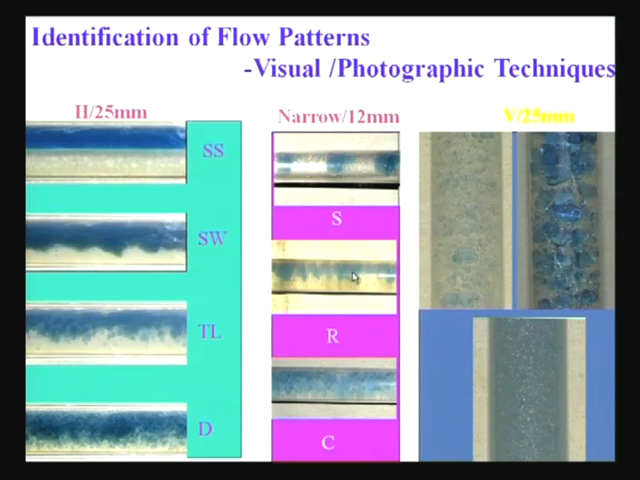 Identification of Flow Patterns
-Visual /Photographic Techniques
H/25mm
Narrow/12mm
V/25mm
SS
SW
TL
D
S
R
C